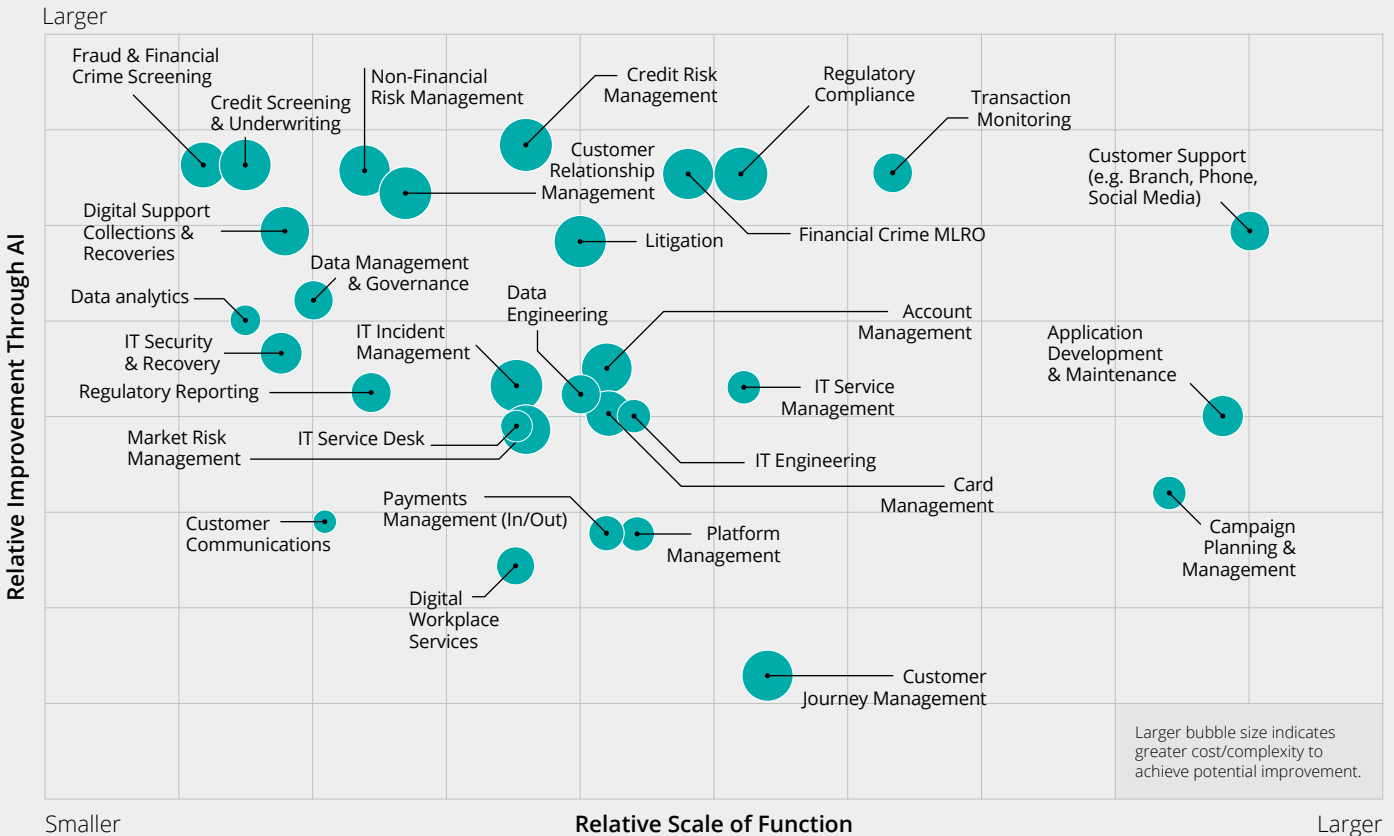 Larger
Fraud & Financial
Crime Screening
Credit Screening
& Underwriting
Non-Financial
Risk Management
Credit Risk
Management
Regulatory
Compliance
Transaction
Monitoring
Customer
Relationship
Management
Customer Support
(e.g. Branch, Phone,
Social Media)
Digital Support
Collections &
Recoveries
Litigation
Financial Crime MLRO
Data Management
& Governance
Data analytics
Data
Engineering
Account
Management
IT Security
& Recovery
IT Incident
Management
Application
Development
& Maintenance
Regulatory Reporting
IT Service
Management
Market Risk
Management
IT Service Desk
IT Engineering
Card
Management
Payments
Management (In/Out)
Customer
Communications
Platform
Management
Campaign
Planning &
Management
Digital
Workplace
Services
Customer
Journey Management
Larger bubble size indicates
greater cost/complexity to
achieve potential improvement.
Relative Improvement Through AI
Smaller
Relative Scale of Function
Larger